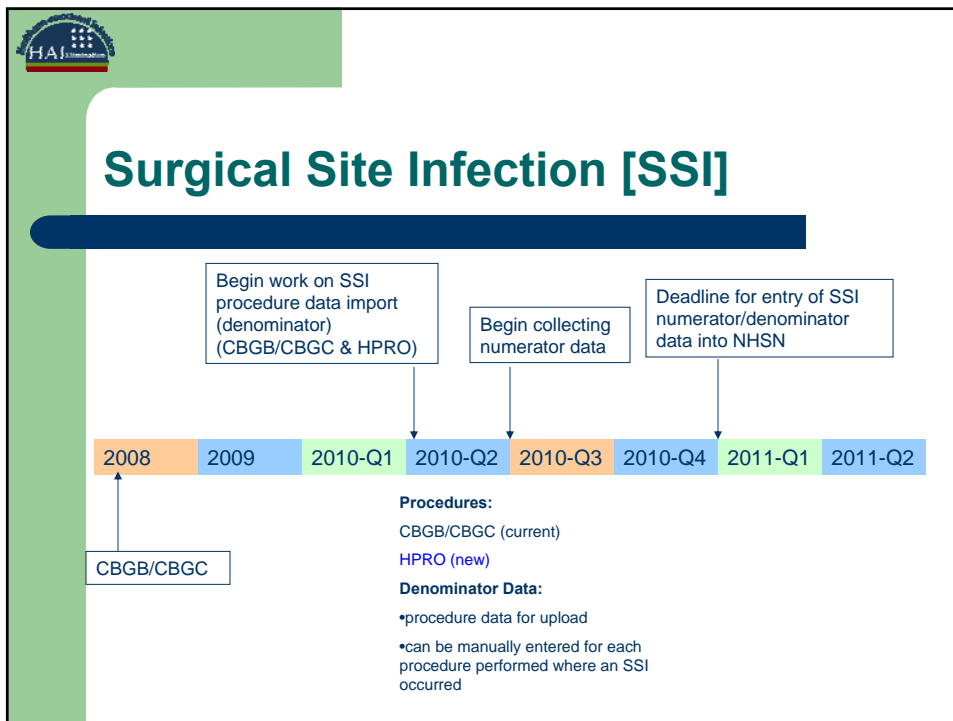 HAI
Surgical Site Infection [SSI]
Begin work on SSI
procedure data import
(denominator)
(CBGB/CBGC & HPRO)
Begin collecting
numerator data
Deadline for entry of SSI
numerator/denominator
data into NHSN
2008 2009 2010-Q1 2010-Q2 2010-Q3 2010-Q4 2011-Q1 2011-Q2
CBGB/CBGC
Procedures:
CBGB/CBGC (current)
HPRO (new)
Denominator Data:
•procedure data for upload
•can be manually entered for each
procedure performed where an SSI
occurred